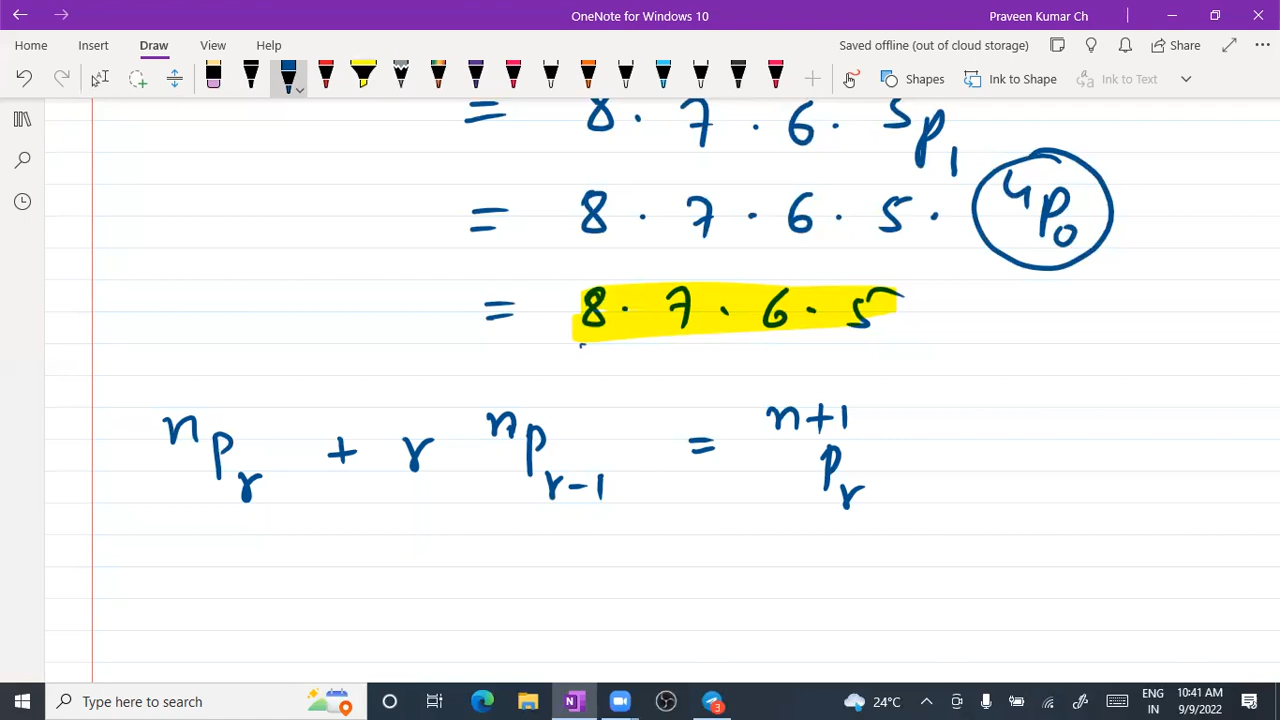 OneNote for Windows 10
Praveen Kumar Ch
Home Insert Draw View Help
Saved offline (out of cloud storage)
Share
Shapes
Ink to Shape
Ink to Text
= 8 · 7 · 6 · 5P₁
= 8 · 7 · 6 · 5 · ⁴P₀
= 8 · 7 · 6 · 5
ⁿPᵣ + r ⁿPᵣ₋₁ = ⁿ⁺¹Pᵣ
Type here to search
3
24°C
ENG
IN
10:41 AM
9/9/2022